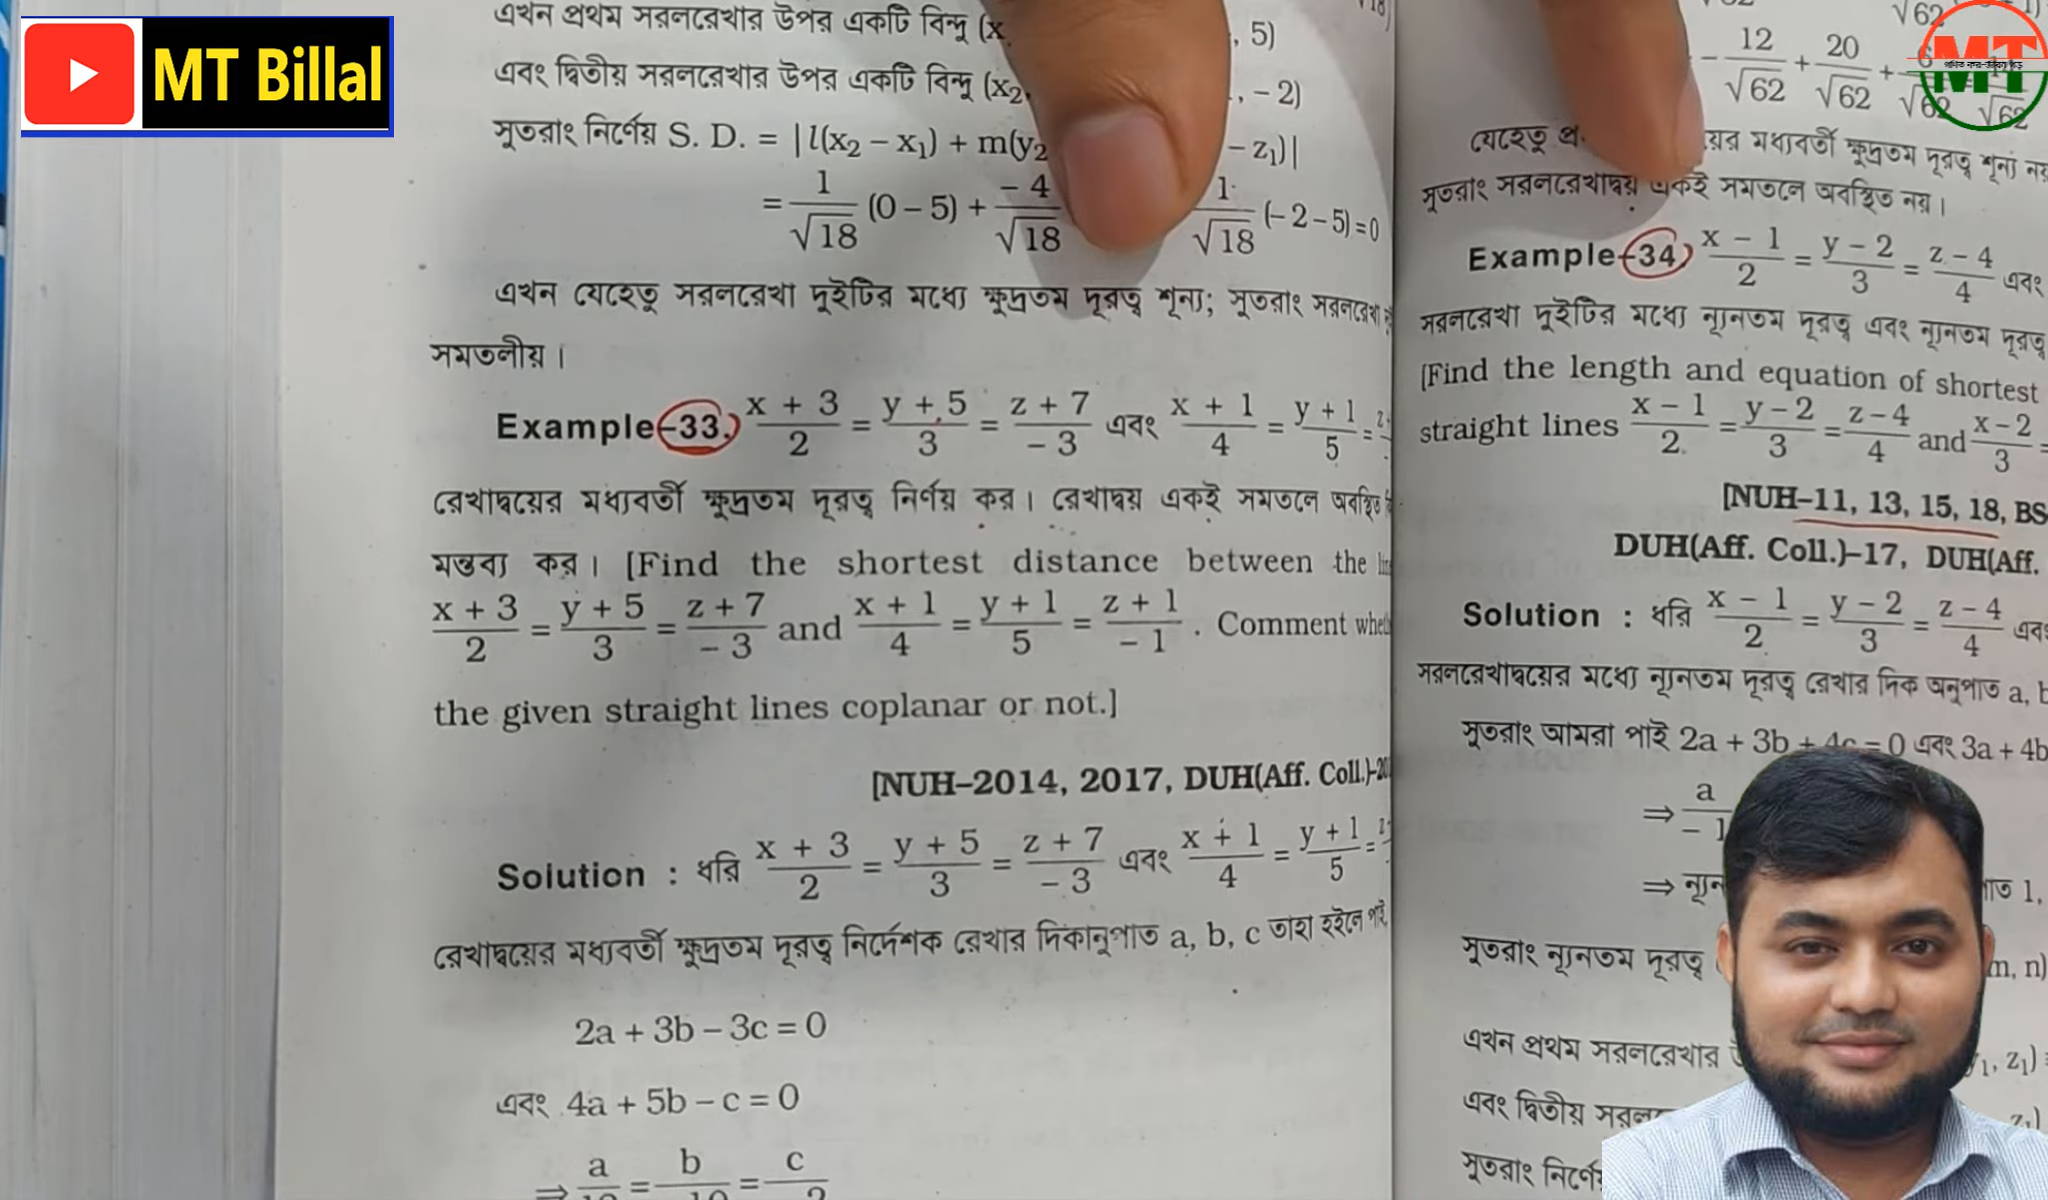 MT Billal
এখন প্রথম সরলরেখার উপর একটি বিন্দু (x , 5)
এবং দ্বিতীয় সরলরেখার উপর একটি বিন্দু (x₂, , – 2)
সুতরাং নির্ণেয় S. D. = | l(x₂ – x₁) + m(y₂ – z₁) |
= 1/√18 (0 – 5) + – 4/√18 1/√18 (– 2 – 5) = 0
এখন যেহেতু সরলরেখা দুইটির মধ্যে ক্ষুদ্রতম দূরত্ব শূন্য; সুতরাং সরলরেখা
সমতলীয় ।
Example–33. x + 3/2 = y + 5/3 = z + 7/– 3 এবং x + 1/4 = y + 1/5 =
রেখাদ্বয়ের মধ্যবর্তী ক্ষুদ্রতম দূরত্ব নির্ণয় কর । রেখাদ্বয় একই সমতলে অবস্থিত
মন্তব্য কর । [Find the shortest distance between the
x + 3/2 = y + 5/3 = z + 7/– 3 and x + 1/4 = y + 1/5 = z + 1/– 1 . Comment
the given straight lines coplanar or not.]
[NUH–2014, 2017, DUH(Aff. Coll.)-
Solution : ধরি x + 3/2 = y + 5/3 = z + 7/– 3 এবং x + 1/4 = y + 1/5 =
রেখাদ্বয়ের মধ্যবর্তী ক্ষুদ্রতম দূরত্ব নির্দেশক রেখার দিকানুপাত a, b, c তাহা হইলে পাই
2a + 3b – 3c = 0
এবং 4a + 5b – c = 0
⇒ a = b = c
√62
– 12/√62 + 20/√62 + 6/√62
MT
যেহেতু মধ্যবর্তী ক্ষুদ্রতম দূরত্ব শূন্য নয়
সুতরাং সরলরেখাদ্বয় একই সমতলে অবস্থিত নয় ।
Example–34. x – 1/2 = y – 2/3 = z – 4/4 এবং
সরলরেখা দুইটির মধ্যে ন্যূনতম দূরত্ব এবং ন্যূনতম দূরত্ব
[Find the length and equation of shortest
straight lines x – 1/2 = y – 2/3 = z – 4/4 and x – 2/3 =
[NUH–11, 13, 15, 18, BS
DUH(Aff. Coll.)–17, DUH(Aff.
Solution : ধরি x – 1/2 = y – 2/3 = z – 4/4 এবং
সরলরেখাদ্বয়ের মধ্যে ন্যূনতম দূরত্ব রেখার দিক অনুপাত a, b
সুতরাং আমরা পাই 2a + 3b + 4c = 0 এবং 3a + 4b
⇒ a/– 1
⇒ 1,
সুতরাং ন্যূনতম দূরত্ব m, n)
এখন প্রথম সরলরেখার , z₁)
এবং দ্বিতীয়
সুতরাং